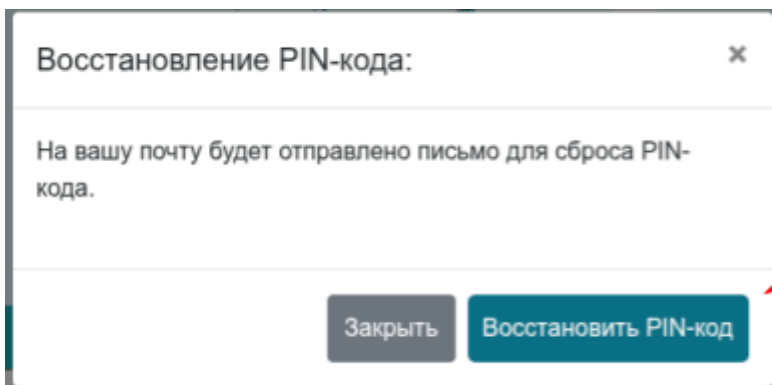 Восстановление PIN-кода:
×
На вашу почту будет отправлено письмо для сброса PIN-
кода.
Закрыть
Восстановить PIN-код